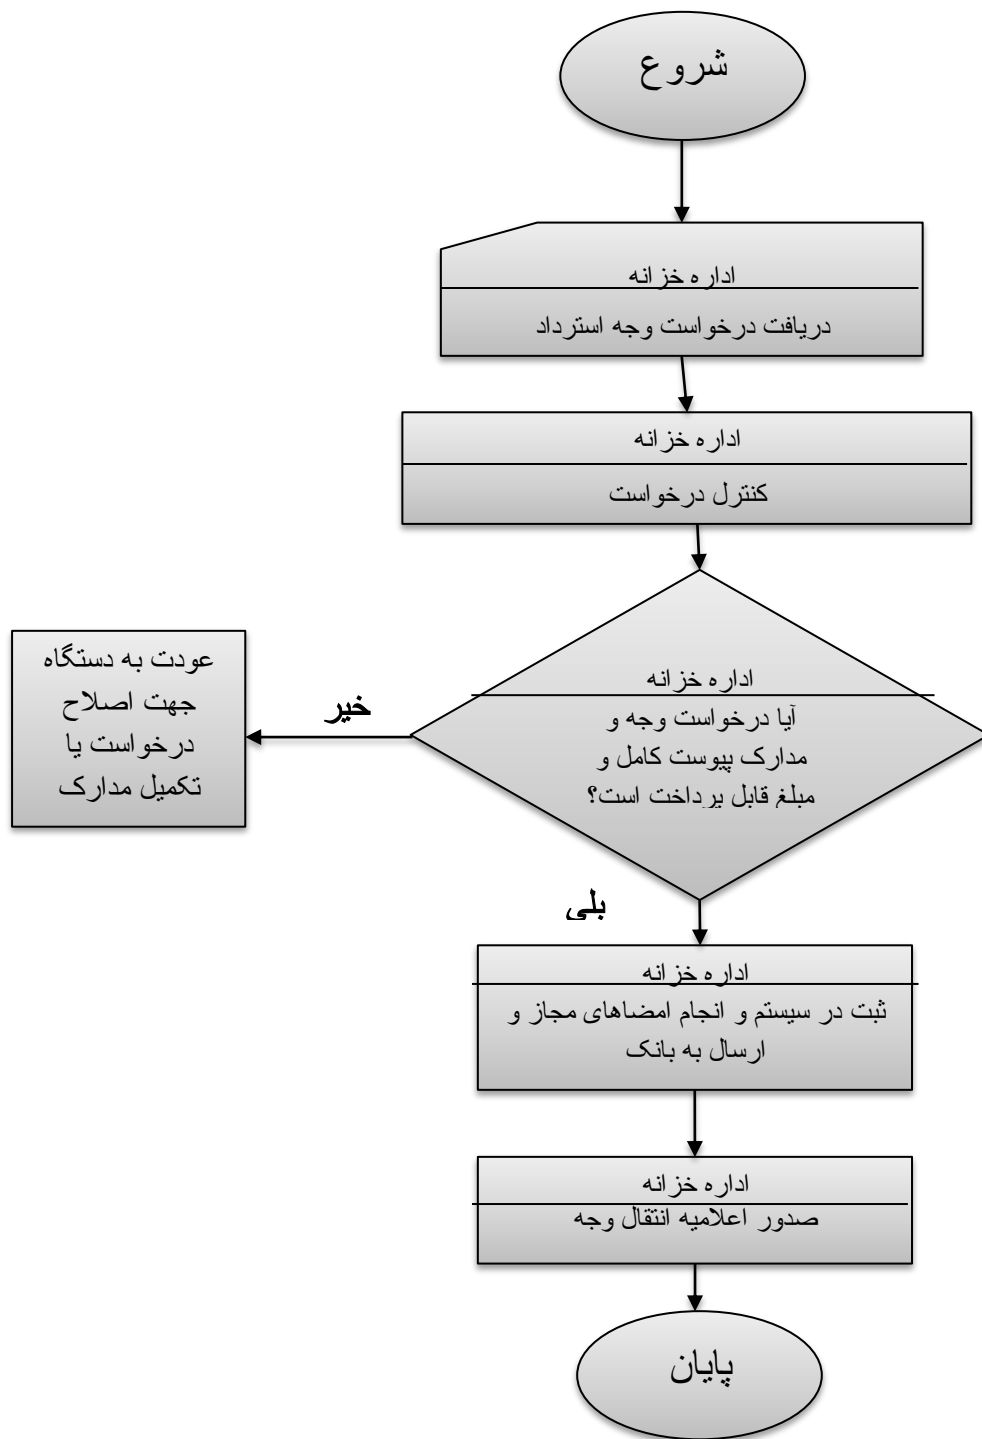 شروع
اداره خزانه
دریافت درخواست وجه استرداد
اداره خزانه
کنترل درخواست
اداره خزانه
آیا درخواست وجه و
مدارک پیوست کامل و
مبلغ قابل پرداخت است؟
خیر
عودت به دستگاه
جهت اصلاح
درخواست یا
تکمیل مدارک
بلی
اداره خزانه
ثبت در سیستم و انجام امضاهای مجاز و
ارسال به بانک
اداره خزانه
صدور اعلامیه انتقال وجه
پایان